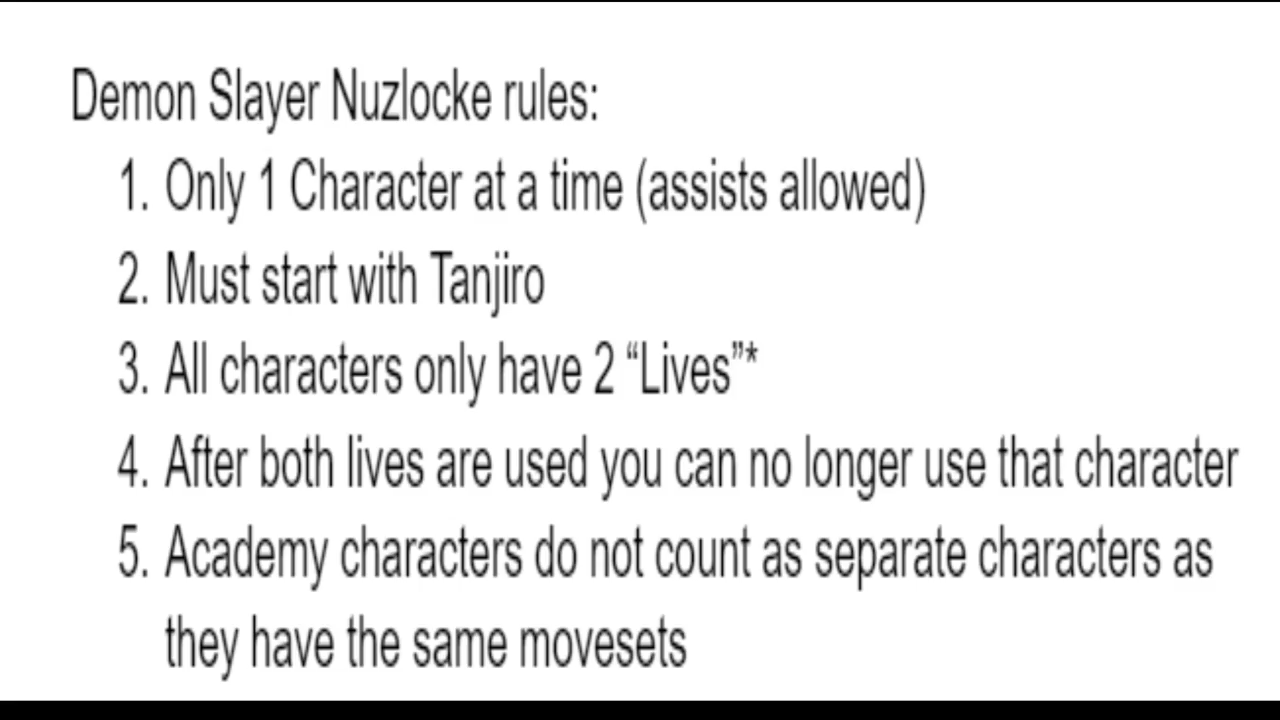 Demon Slayer Nuzlocke rules:
1. Only 1 Character at a time (assists allowed)
2. Must start with Tanjiro
3. All characters only have 2 “Lives”*
4. After both lives are used you can no longer use that character
5. Academy characters do not count as separate characters as
they have the same movesets